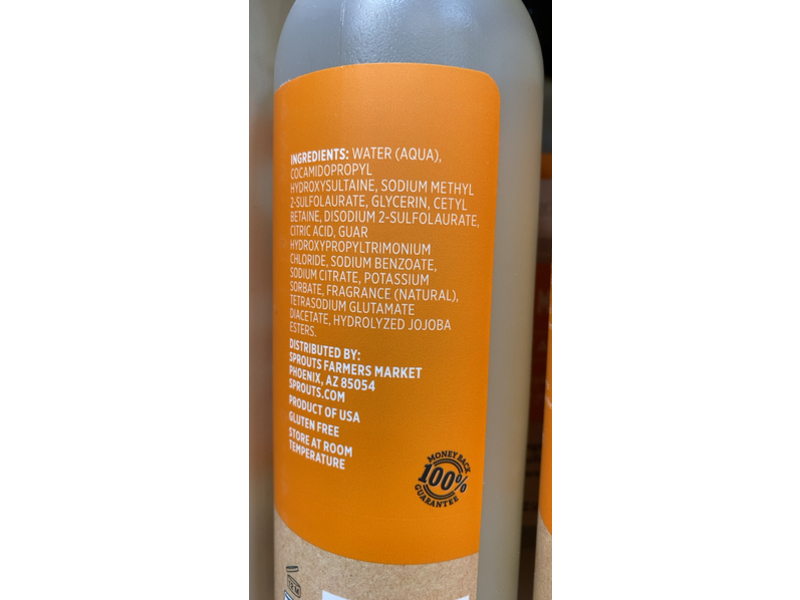 INGREDIENTS: WATER (AQUA),
COCAMIDOPROPYL
HYDROXYSULTAINE, SODIUM METHYL
2-SULFOLAURATE, GLYCERIN, CETYL
BETAINE, DISODIUM 2-SULFOLAURATE,
CITRIC ACID, GUAR
HYDROXYPROPYLTRIMONIUM
CHLORIDE, SODIUM BENZOATE,
SODIUM CITRATE, POTASSIUM
SORBATE, FRAGRANCE (NATURAL),
TETRASODIUM GLUTAMATE
DIACETATE, HYDROLYZED JOJOBA
ESTERS.
DISTRIBUTED BY:
SPROUTS FARMERS MARKET
PHOENIX, AZ 85054
SPROUTS.COM
PRODUCT OF USA
GLUTEN FREE
STORE AT ROOM
TEMPERATURE
MONEY BACK
100%
GUARANTEE